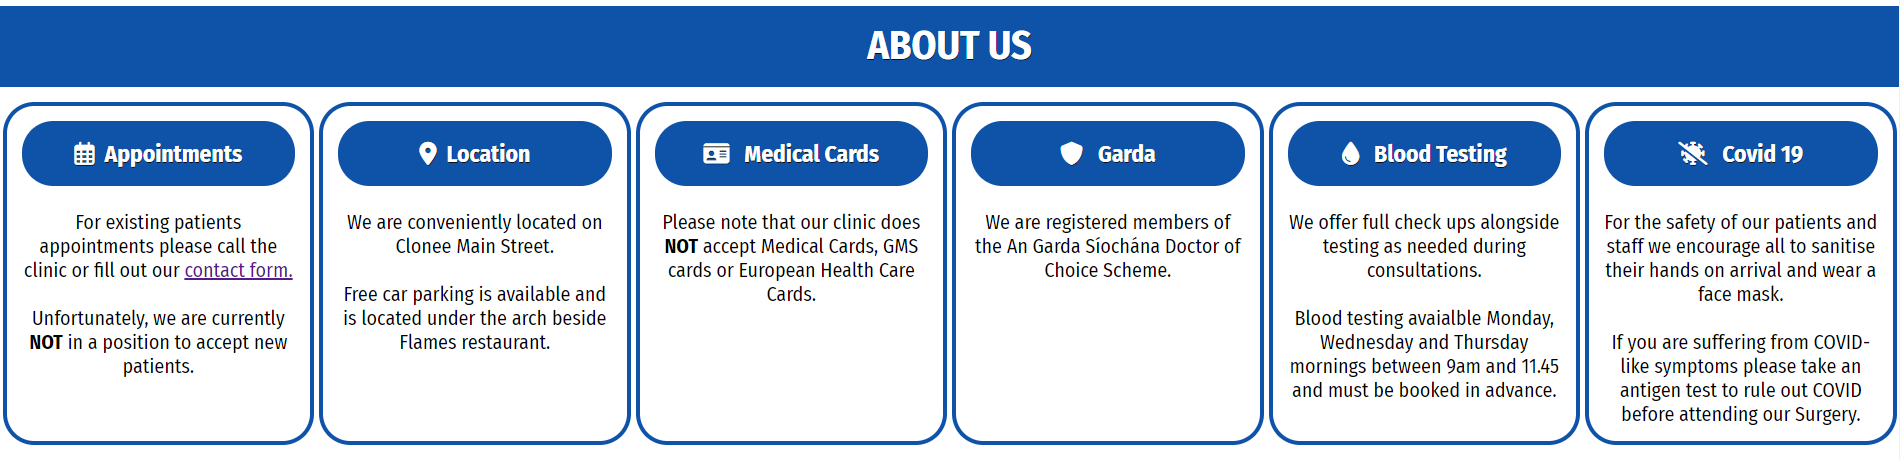 ABOUT US
Appointments
For existing patients
appointments please call the
clinic or fill out our contact form.
Unfortunately, we are currently
NOT in a position to accept new
patients.
Location
We are conveniently located on
Clonee Main Street.
Free car parking is available and
is located under the arch beside
Flames restaurant.
Medical Cards
Please note that our clinic does
NOT accept Medical Cards, GMS
cards or European Health Care
Cards.
Garda
We are registered members of
the An Garda Síochána Doctor of
Choice Scheme.
Blood Testing
We offer full check ups alongside
testing as needed during
consultations.
Blood testing avaialble Monday,
Wednesday and Thursday
mornings between 9am and 11.45
and must be booked in advance.
Covid 19
For the safety of our patients and
staff we encourage all to sanitise
their hands on arrival and wear a
face mask.
If you are suffering from COVID-
like symptoms please take an
antigen test to rule out COVID
before attending our Surgery.